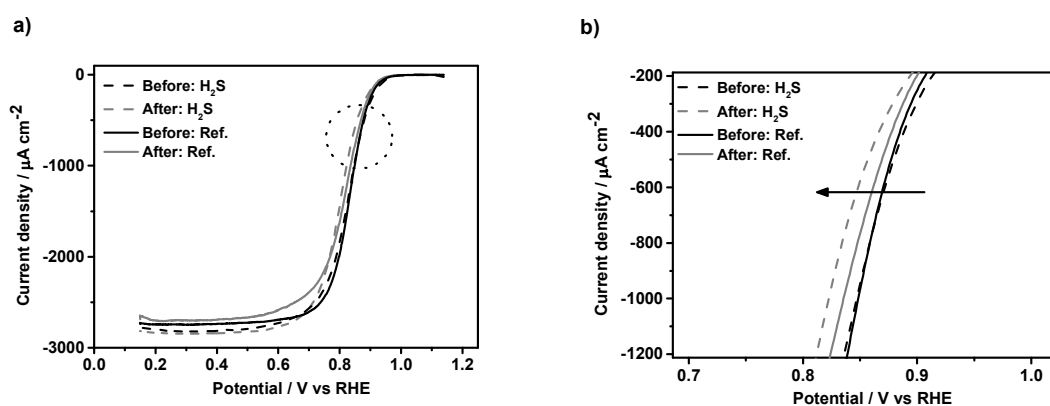 a)
0
-1000
-2000
-3000
Current density / µA cm⁻²
Before: H₂S
After: H₂S
Before: Ref.
After: Ref.
0.0 0.2 0.4 0.6 0.8 1.0 1.2
Potential / V vs RHE
b)
-200
-400
-600
-800
-1000
-1200
Current density / µA cm⁻²
Before: H₂S
After: H₂S
Before: Ref.
After: Ref.
0.7 0.8 0.9 1.0
Potential / V vs RHE